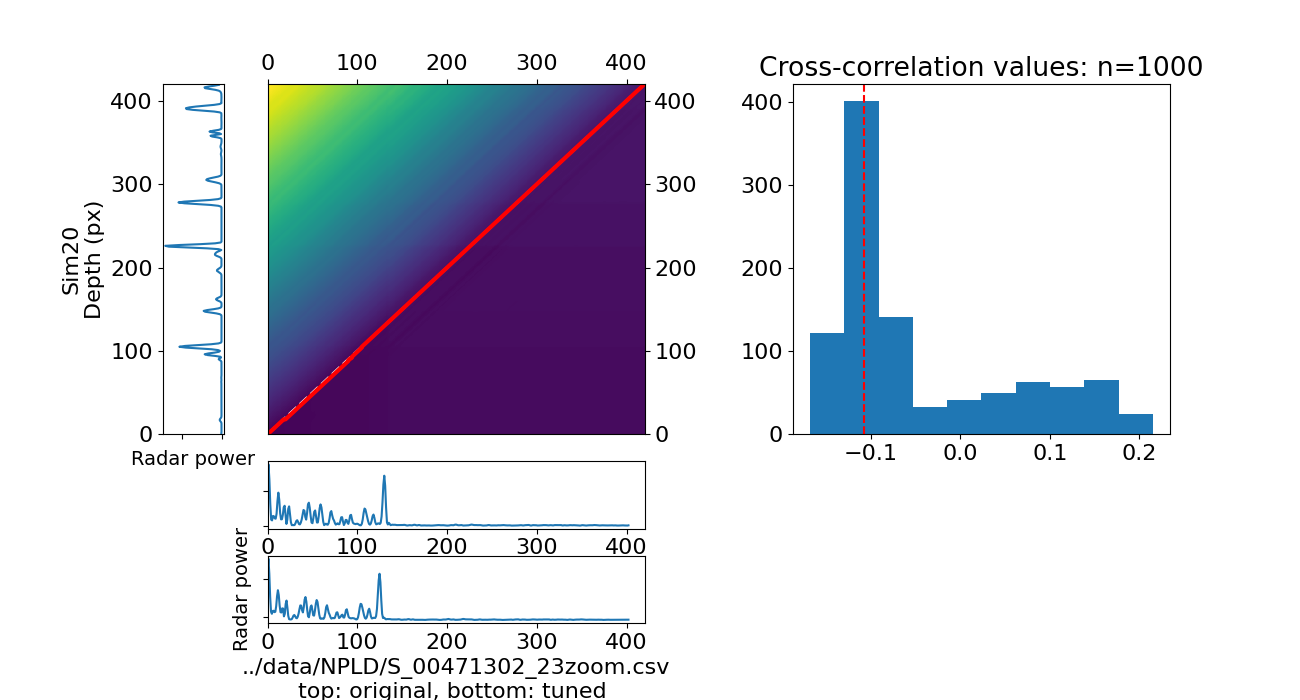 0 100 200 300 400
Cross-correlation values: n=1000
400
300
200
100
0
Sim20
Depth (px)
Radar power
400
300
200
100
0
400
300
200
100
0
−0.1 0.0 0.1 0.2
0 100 200 300 400
Radar power
0 100 200 300 400
../data/NPLD/S_00471302_23zoom.csv
top: original, bottom: tuned